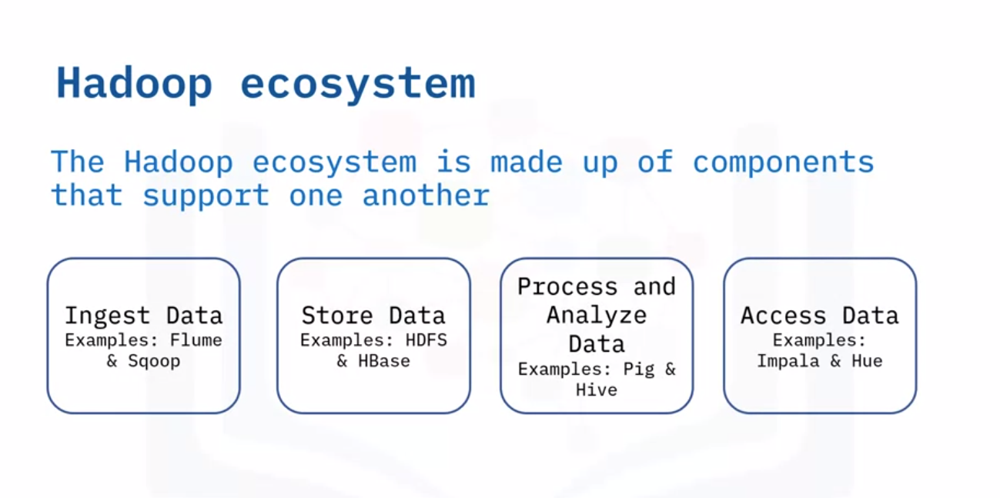 Hadoop ecosystem
The Hadoop ecosystem is made up of components
that support one another
Ingest Data
Examples: Flume
& Sqoop
Store Data
Examples: HDFS
& HBase
Process and
Analyze
Data
Examples: Pig &
Hive
Access Data
Examples:
Impala & Hue